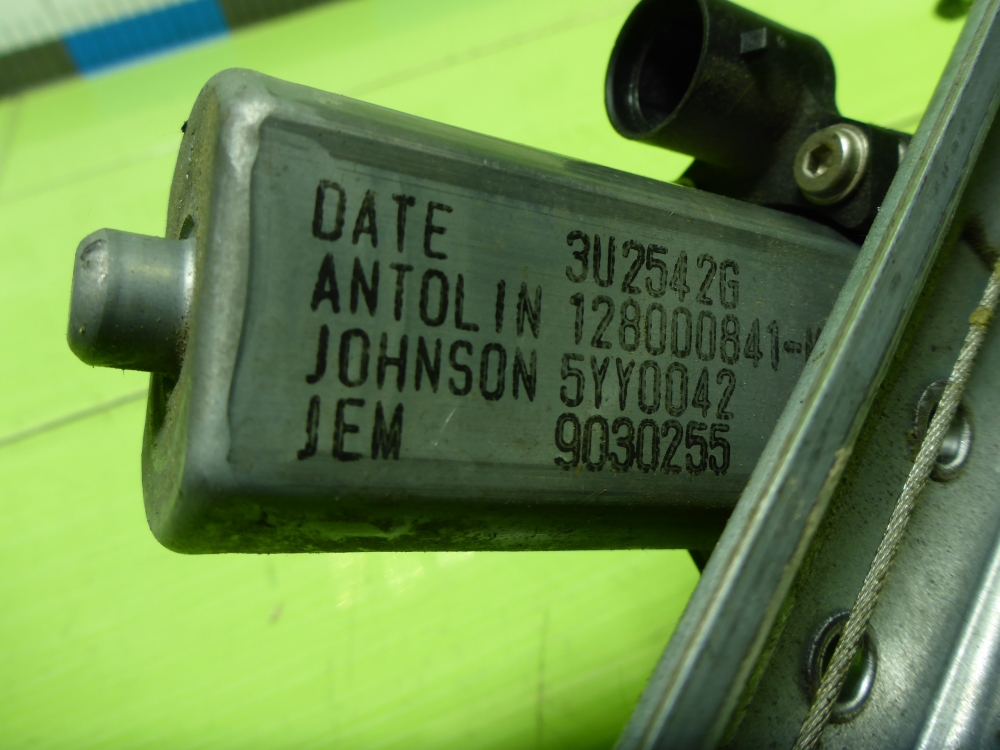 DATE 3U2542G
ANTOLIN 128000841-
JOHNSON 5YY0042
JEM 9030255